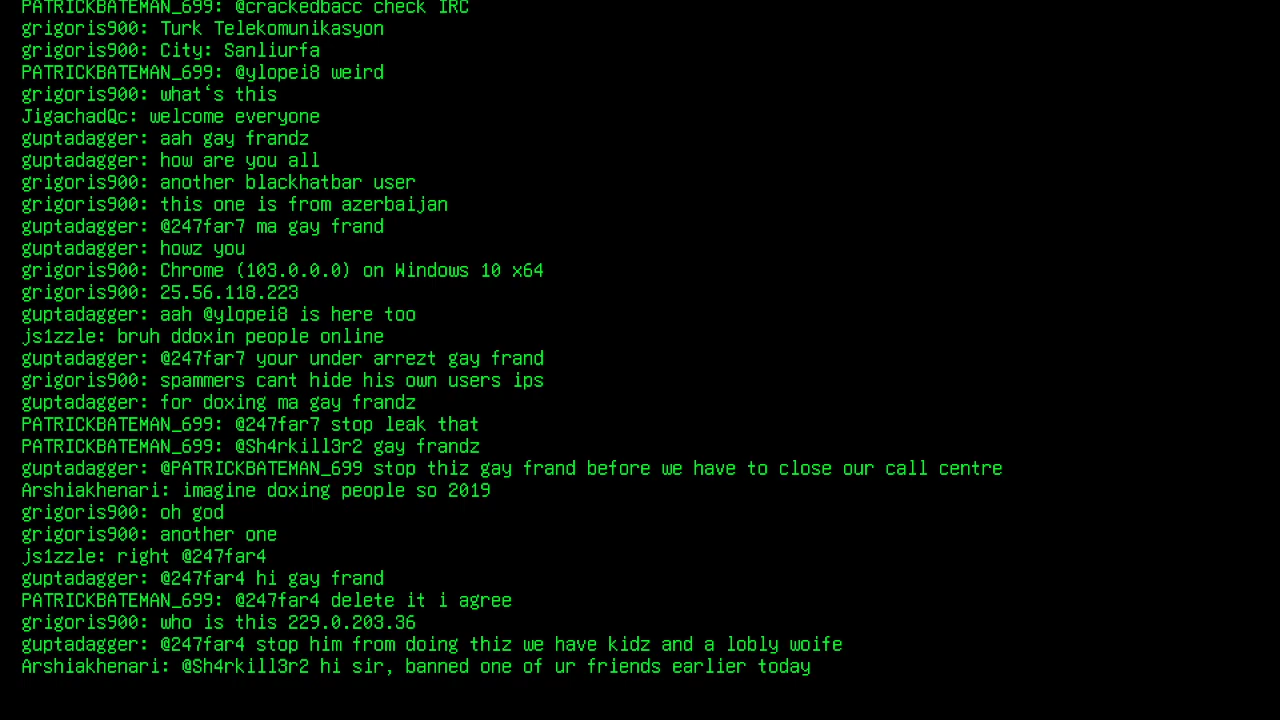 PATRICKBATEMAN_699: @crackedbacc check IRC
grigoris900: Turk Telekomunikasyon
grigoris900: City: Sanliurfa
PATRICKBATEMAN_699: @ylopei8 weird
grigoris900: what‘s this
JigachadQc: welcome everyone
guptadagger: aah gay frandz
guptadagger: how are you all
grigoris900: another blackhatbar user
grigoris900: this one is from azerbaijan
guptadagger: @247far7 ma gay frand
guptadagger: howz you
grigoris900: Chrome (103.0.0.0) on Windows 10 x64
grigoris900: 25.56.118.223
guptadagger: aah @ylopei8 is here too
js1zzle: bruh ddoxin people online
guptadagger: @247far7 your under arrezt gay frand
grigoris900: spammers cant hide his own users ips
guptadagger: for doxing ma gay frandz
PATRICKBATEMAN_699: @247far7 stop leak that
PATRICKBATEMAN_699: @Sh4rkill3r2 gay frandz
guptadagger: @PATRICKBATEMAN_699 stop thiz gay frand before we have to close our call centre
Arshiakhenari: imagine doxing people so 2019
grigoris900: oh god
grigoris900: another one
js1zzle: right @247far4
guptadagger: @247far4 hi gay frand
PATRICKBATEMAN_699: @247far4 delete it i agree
grigoris900: who is this 229.0.203.36
guptadagger: @247far4 stop him from doing thiz we have kidz and a lobly woife
Arshiakhenari: @Sh4rkill3r2 hi sir, banned one of ur friends earlier today